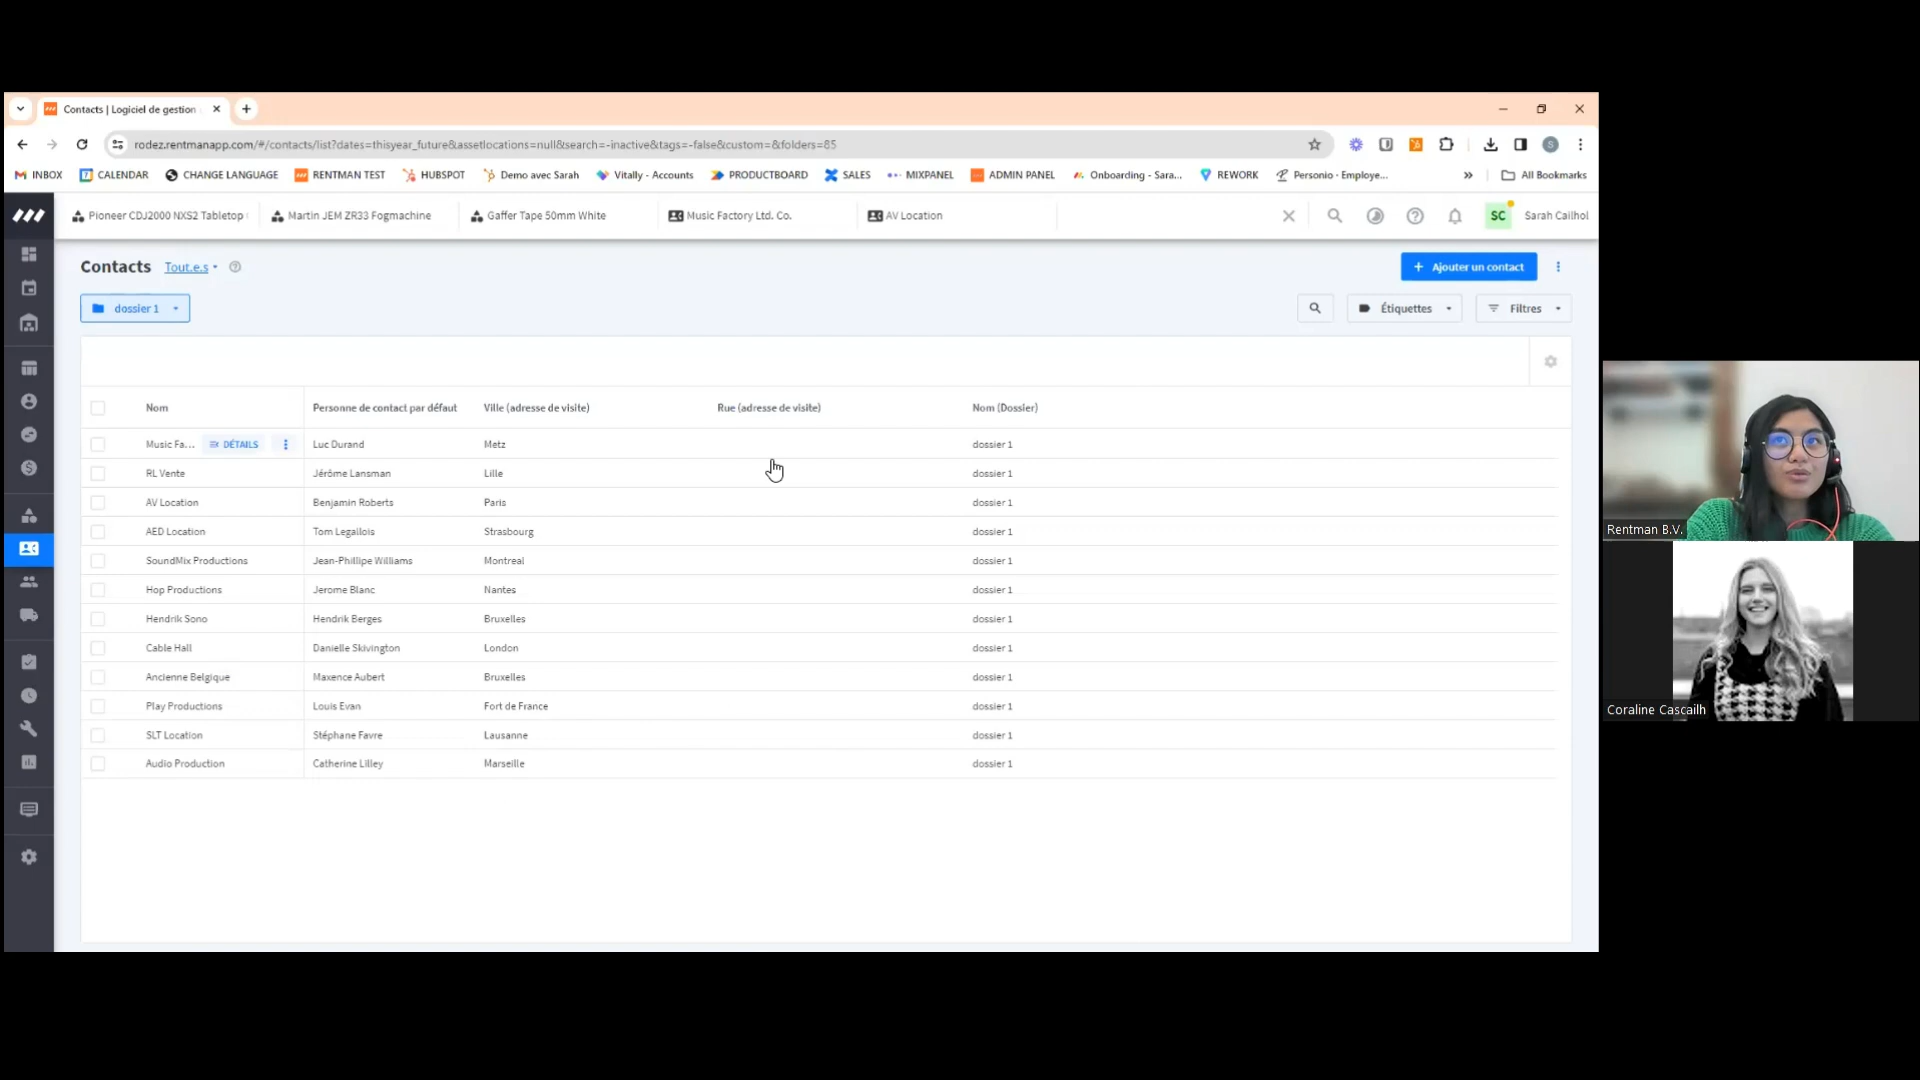 Contacts | Logiciel de gestion
rodez.rentmanapp.com/#/contacts/list?dates=thisyear_future&assetlocations=null&search=-inactive&tags=-false&custom=&folders=85
INBOX CALENDAR CHANGE LANGUAGE RENTMAN TEST HUBSPOT Demo avec Sarah Vitally - Accounts PRODUCTBOARD SALES MIXPANEL ADMIN PANEL Onboarding - Sara... REWORK Personio - Employe... » All Bookmarks
Pioneer CDJ2000 NXS2 Tabletop Martin JEM ZR33 Fogmachine Gaffer Tape 50mm White Music Factory Ltd. Co. AV Location SC Sarah Cailhol
Contacts Tout.e.s + Ajouter un contact
dossier 1 Étiquettes Filtres
Nom Personne de contact par défaut Ville (adresse de visite) Rue (adresse de visite) Nom (Dossier)
Music Fa... DÉTAILS Luc Durand Metz dossier 1
RL Vente Jérôme Lansman Lille dossier 1
AV Location Benjamin Roberts Paris dossier 1
AED Location Tom Legallois Strasbourg dossier 1
SoundMix Productions Jean-Phillipe Williams Montreal dossier 1
Hop Productions Jerome Blanc Nantes dossier 1
Hendrik Sono Hendrik Berges Bruxelles dossier 1
Cable Hall Danielle Skivington London dossier 1
Ancienne Belgique Maxence Aubert Bruxelles dossier 1
Play Productions Louis Evan Fort de France dossier 1
SLT Location Stéphane Favre Lausanne dossier 1
Audio Production Catherine Lilley Marseille dossier 1
Rentman B.V.
Coraline Cascailh